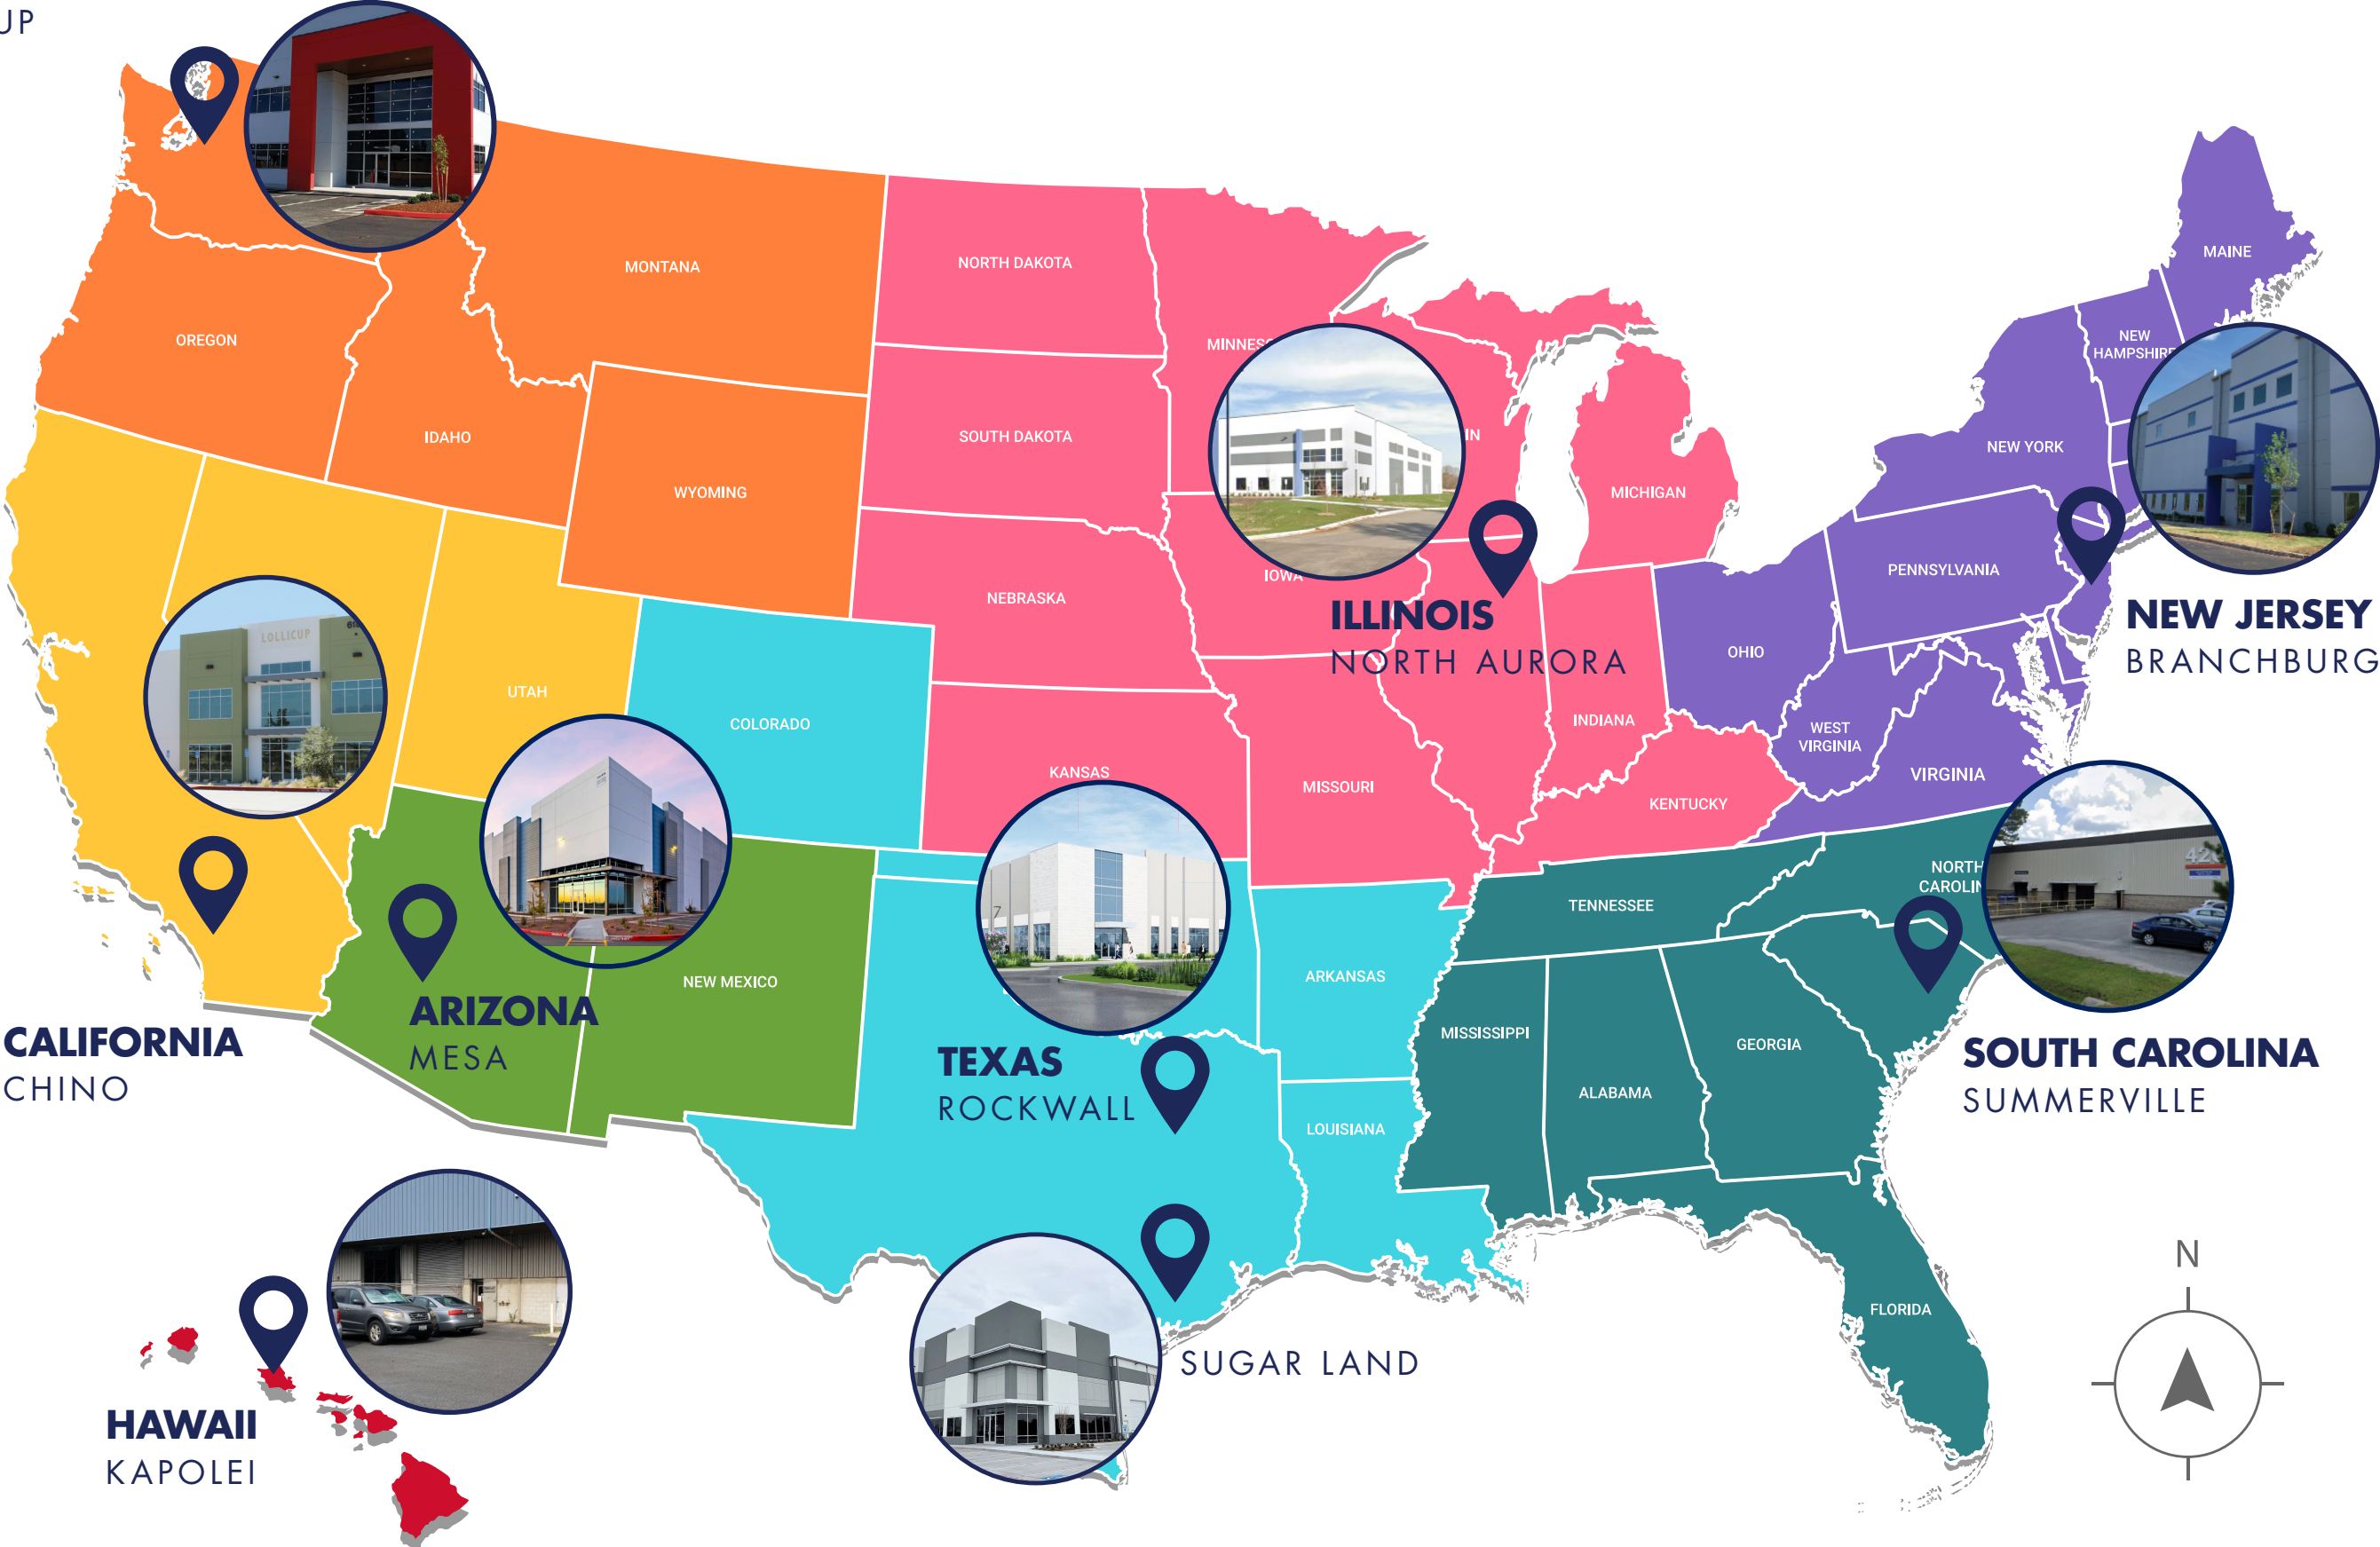 UP
MAINE
MONTANA
NORTH DAKOTA
OREGON
NEW
HAMPSHIRE
MINNESO
IDAHO
SOUTH DAKOTA
IN
NEW YORK
WYOMING
MICHIGAN
IOWA
PENNSYLVANIA
NEBRASKA
ILLINOIS
NORTH AURORA
NEW JERSEY
BRANCHBURG
LOLLICUP
OHIO
UTAH
COLORADO
INDIANA
WEST
VIRGINIA
KANSAS
MISSOURI
VIRGINIA
KENTUCKY
NORTH
CAROLIN
420
TENNESSEE
NEW MEXICO
ARKANSAS
ARIZONA
MESA
CALIFORNIA
CHINO
TEXAS
ROCKWALL
MISSISSIPPI
GEORGIA
ALABAMA
SOUTH CAROLINA
SUMMERVILLE
LOUISIANA
FLORIDA
N
SUGAR LAND
HAWAII
KAPOLEI